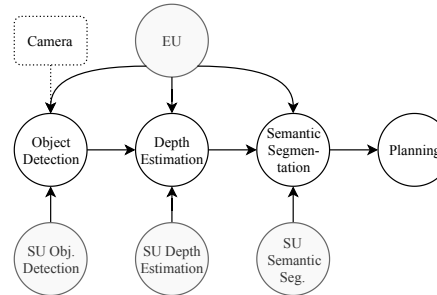 Camera
EU
Object
Detection
Depth
Estimation
Semantic
Segmen-
tation
Planning
SU Obj.
Detection
SU Depth
Estimation
SU
Semantic
Seg.